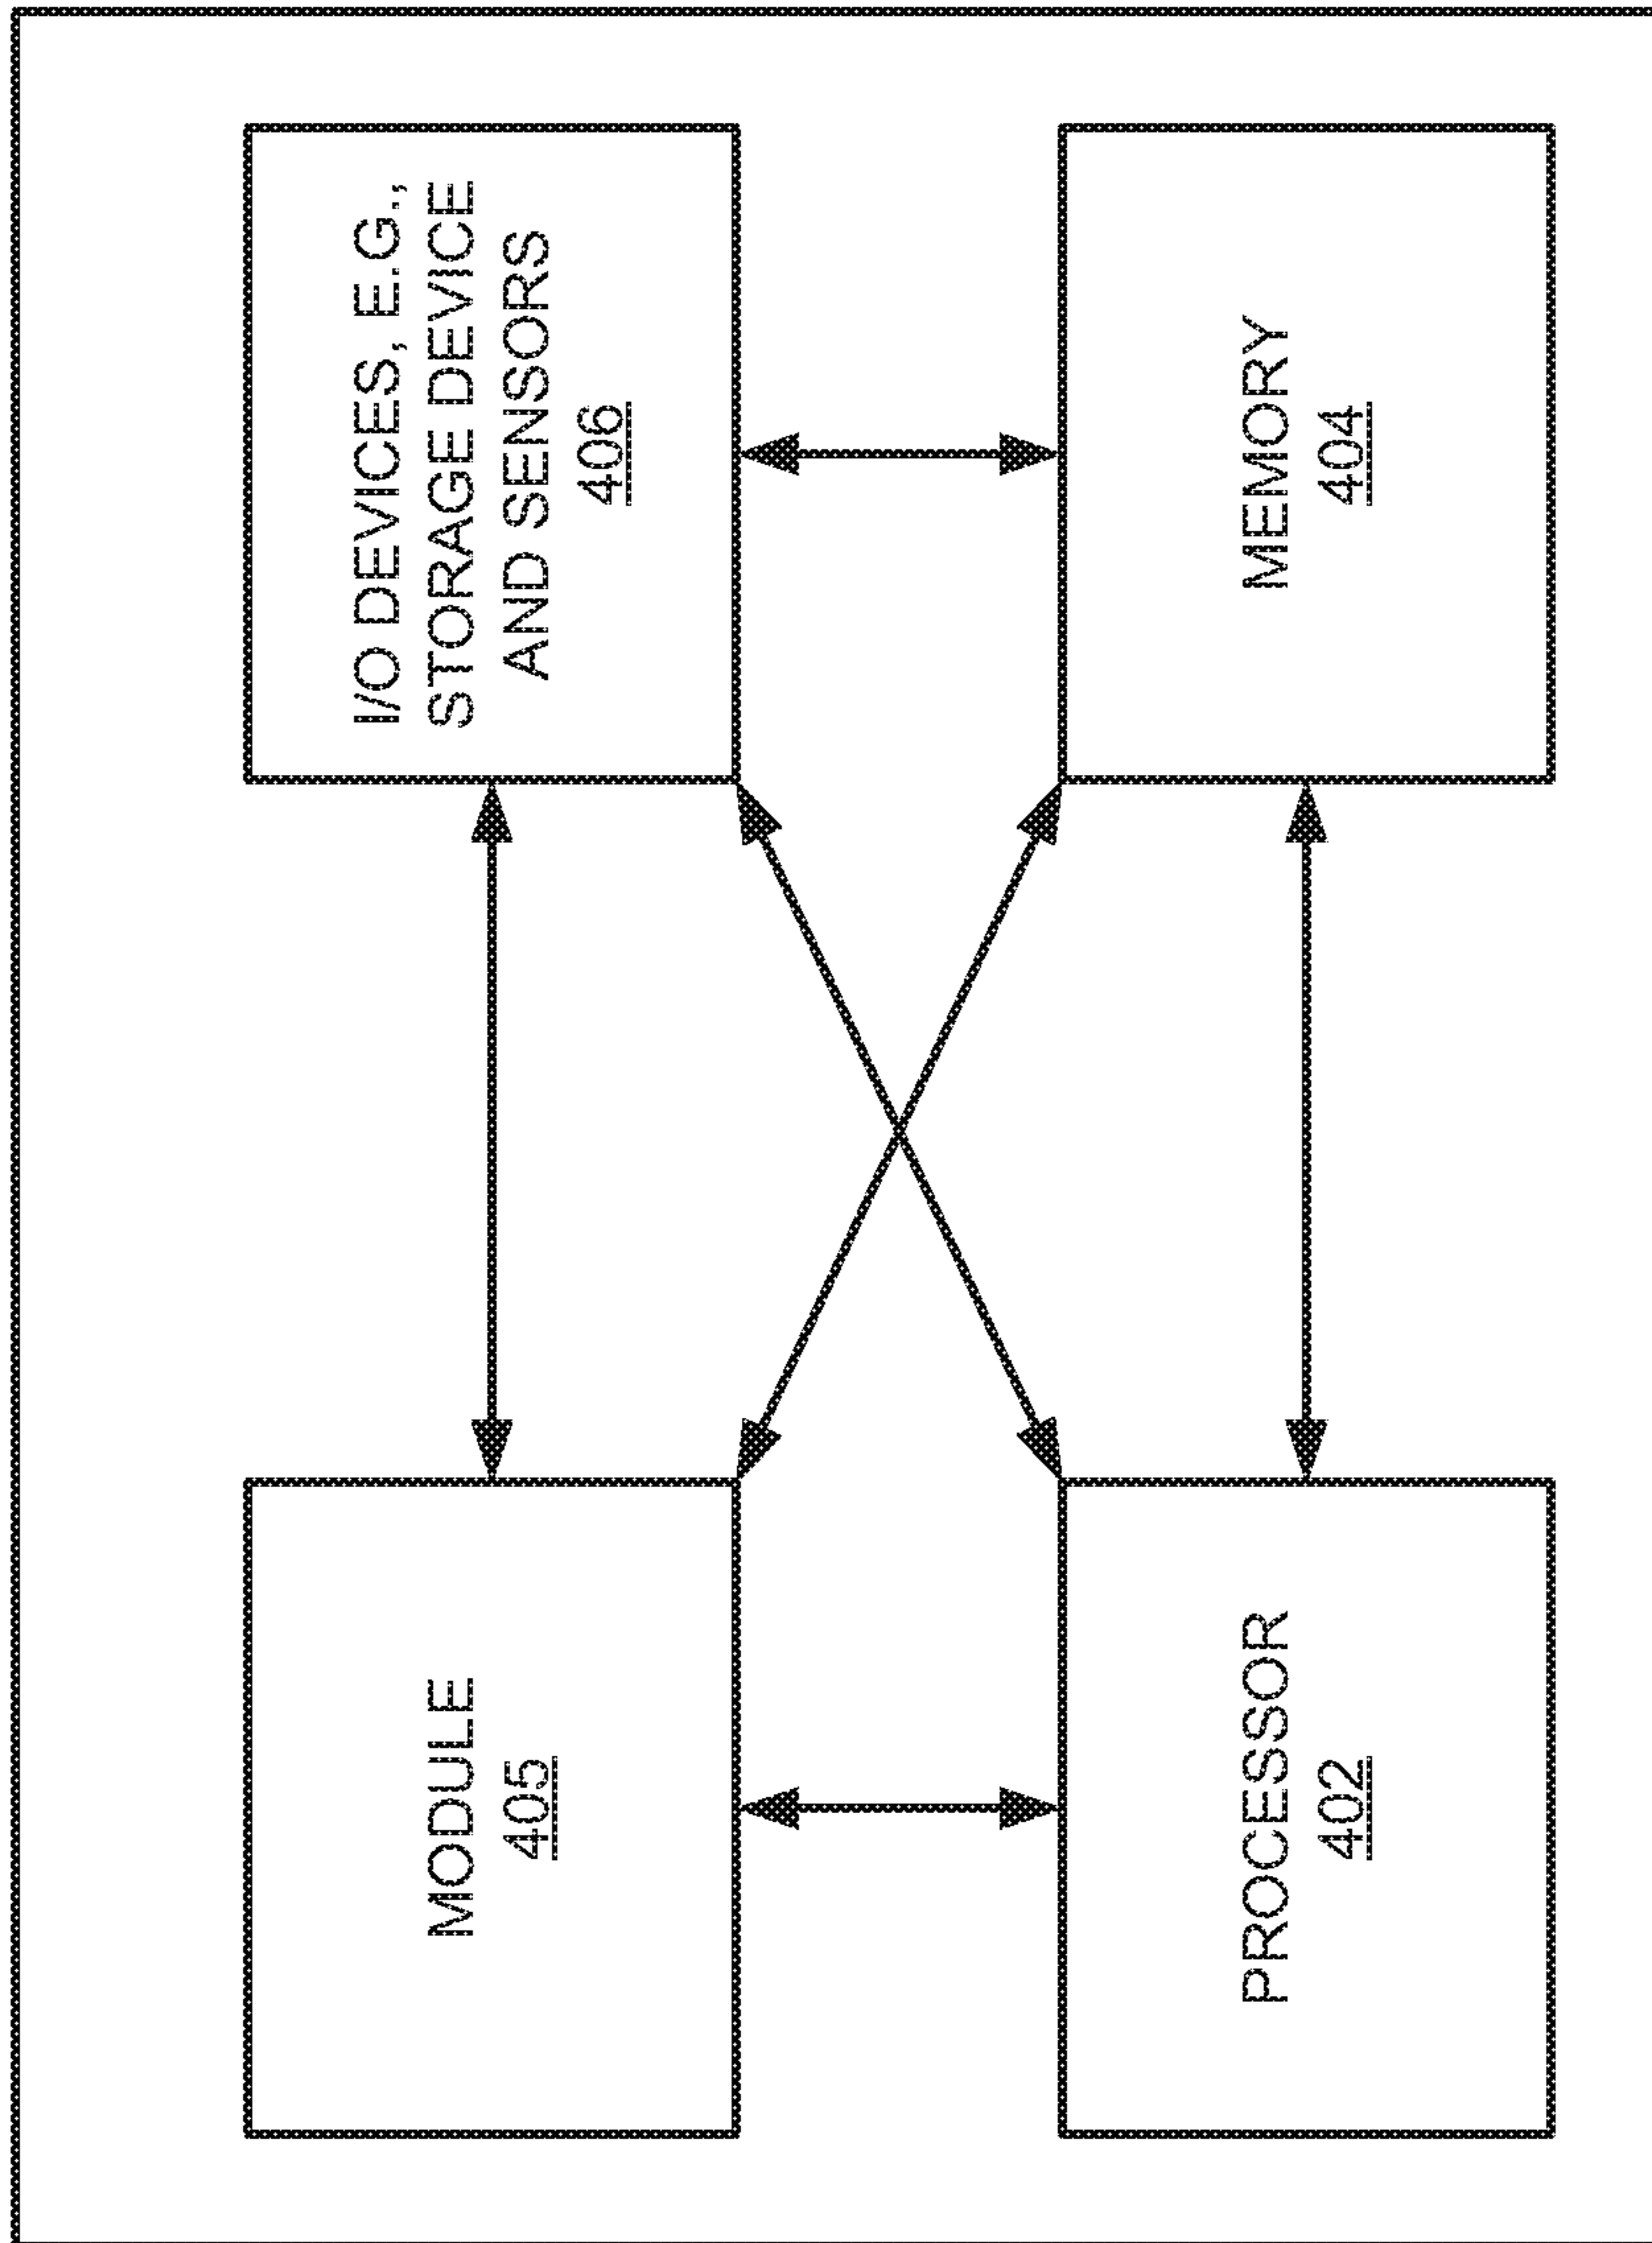 MODULE
405
I/O DEVICES, E.G.,
STORAGE DEVICE
AND SENSORS
406
PROCESSOR
402
MEMORY
404